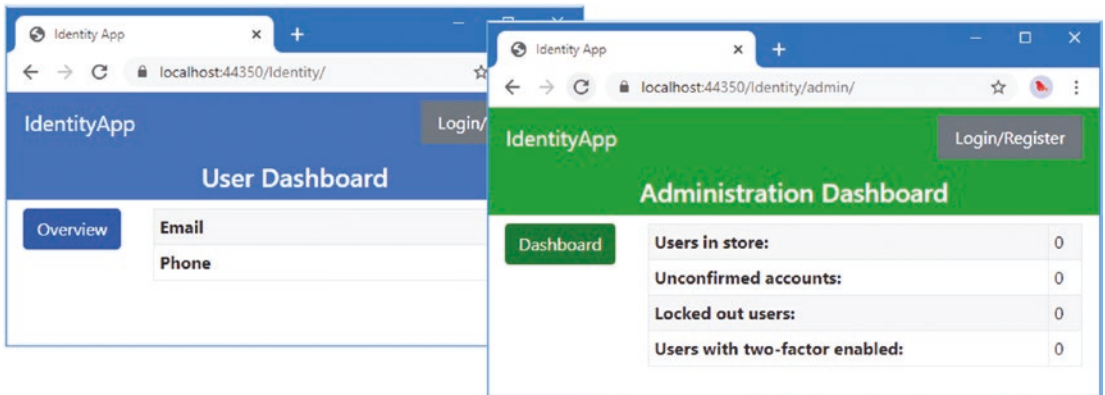 Identity App
localhost:44350/Identity/
IdentityApp
Login/
User Dashboard
Overview
Email
Phone
Identity App
localhost:44350/Identity/admin/
IdentityApp
Login/Register
Administration Dashboard
Dashboard
Users in store: 0
Unconfirmed accounts: 0
Locked out users: 0
Users with two-factor enabled: 0